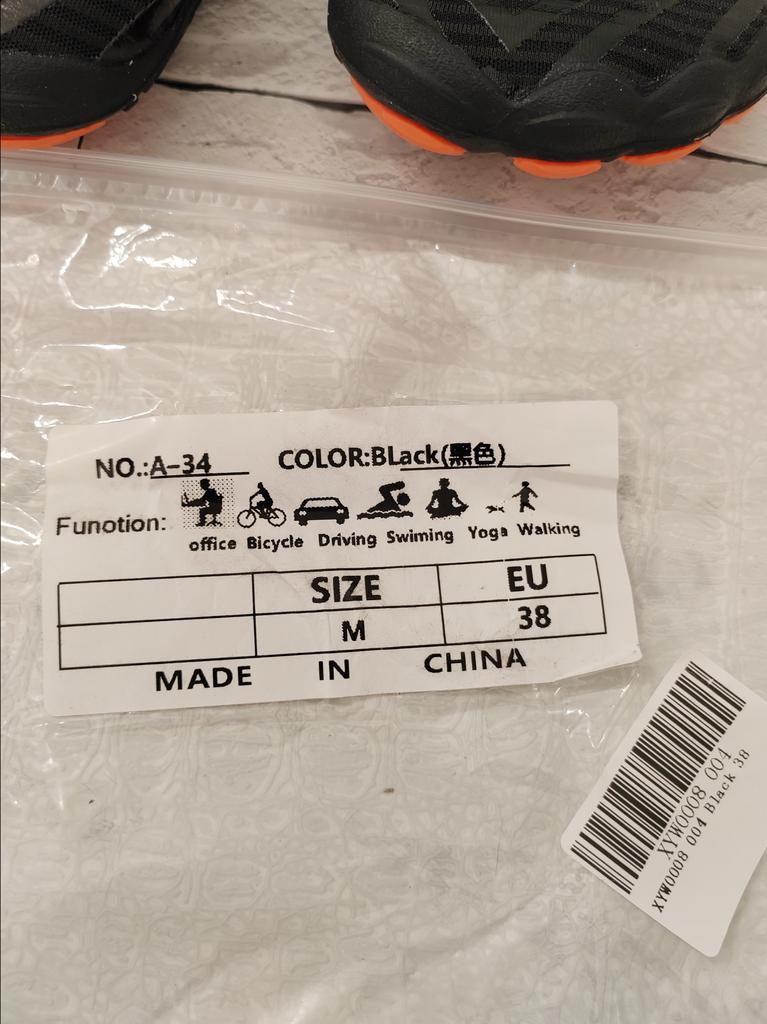 NO.:A-34 COLOR:BLack(黑色)
Funotion:
office Bicycle Driving Swiming Yoga Walking
SIZE EU
M 38
MADE IN CHINA
XYW0008 004
XYW0008 004 Black 38